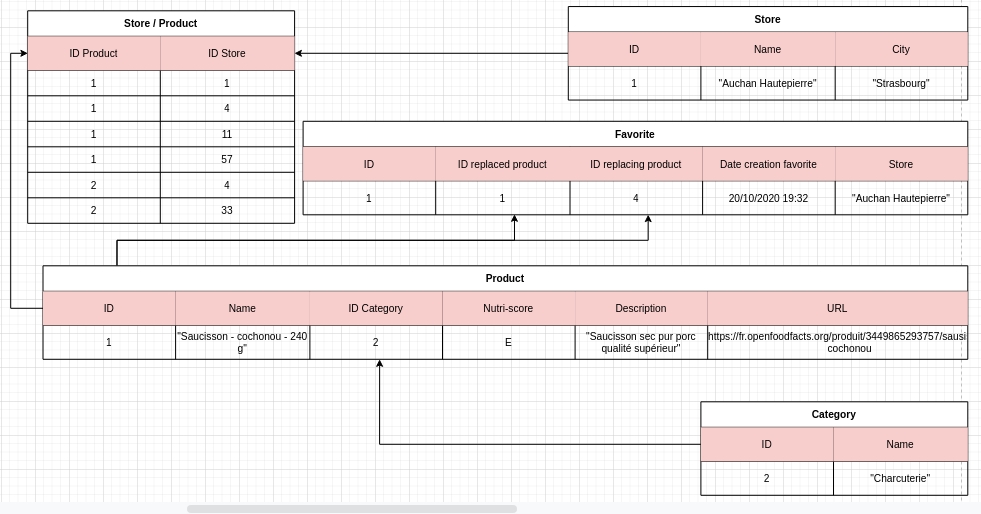 Store / Product
ID Product ID Store
1 1
1 4
1 11
1 57
2 4
2 33
Store
ID Name City
1 "Auchan Hautepierre" "Strasbourg"
Favorite
ID ID replaced product ID replacing product Date creation favorite Store
1 1 4 20/10/2020 19:32 "Auchan Hautepierre"
Product
ID Name ID Category Nutri-score Description URL
1
"Saucisson - cochonou - 240
g"
2
E
"Saucisson sec pur porc
qualité supérieur"
https://fr.openfoodfacts.org/produit/3449865293757/sausi
cochonou
Category
ID Name
2 "Charcuterie"